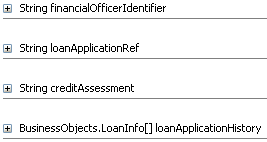 String financialOfficerIdentifier
String loanApplicationRef
String creditAssessment
BusinessObjects.LoanInfo[] loanApplicationHistory